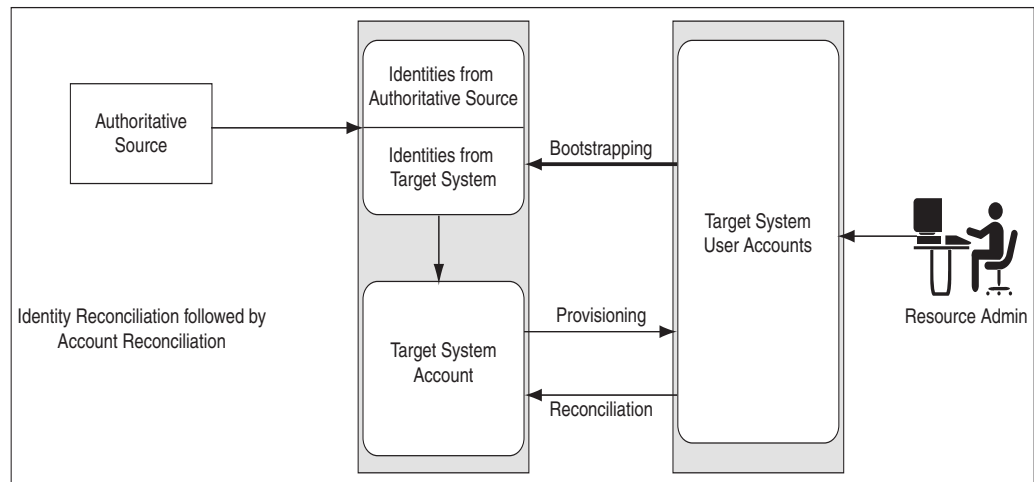 Authoritative
Source
Identities from
Authoritative Source
Identities from
Target System
Bootstrapping
Target System
User Accounts
Resource Admin
Identity Reconciliation followed by
Account Reconciliation
Target System
Account
Provisioning
Reconciliation